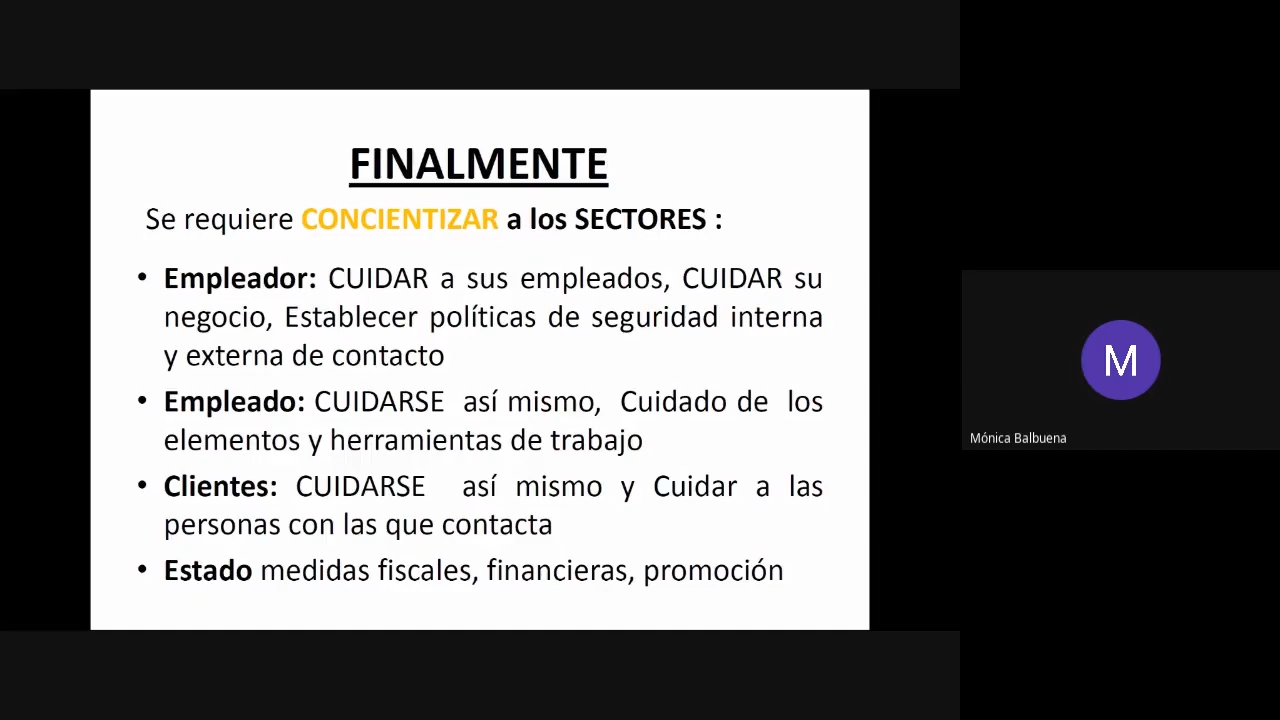 FINALMENTE
Se requiere CONCIENTIZAR a los SECTORES :
• Empleador: CUIDAR a sus empleados, CUIDAR su
negocio, Establecer políticas de seguridad interna
y externa de contacto
• Empleado: CUIDARSE así mismo, Cuidado de los
elementos y herramientas de trabajo
• Clientes: CUIDARSE así mismo y Cuidar a las
personas con las que contacta
• Estado medidas fiscales, financieras, promoción
M
Mónica Balbuena